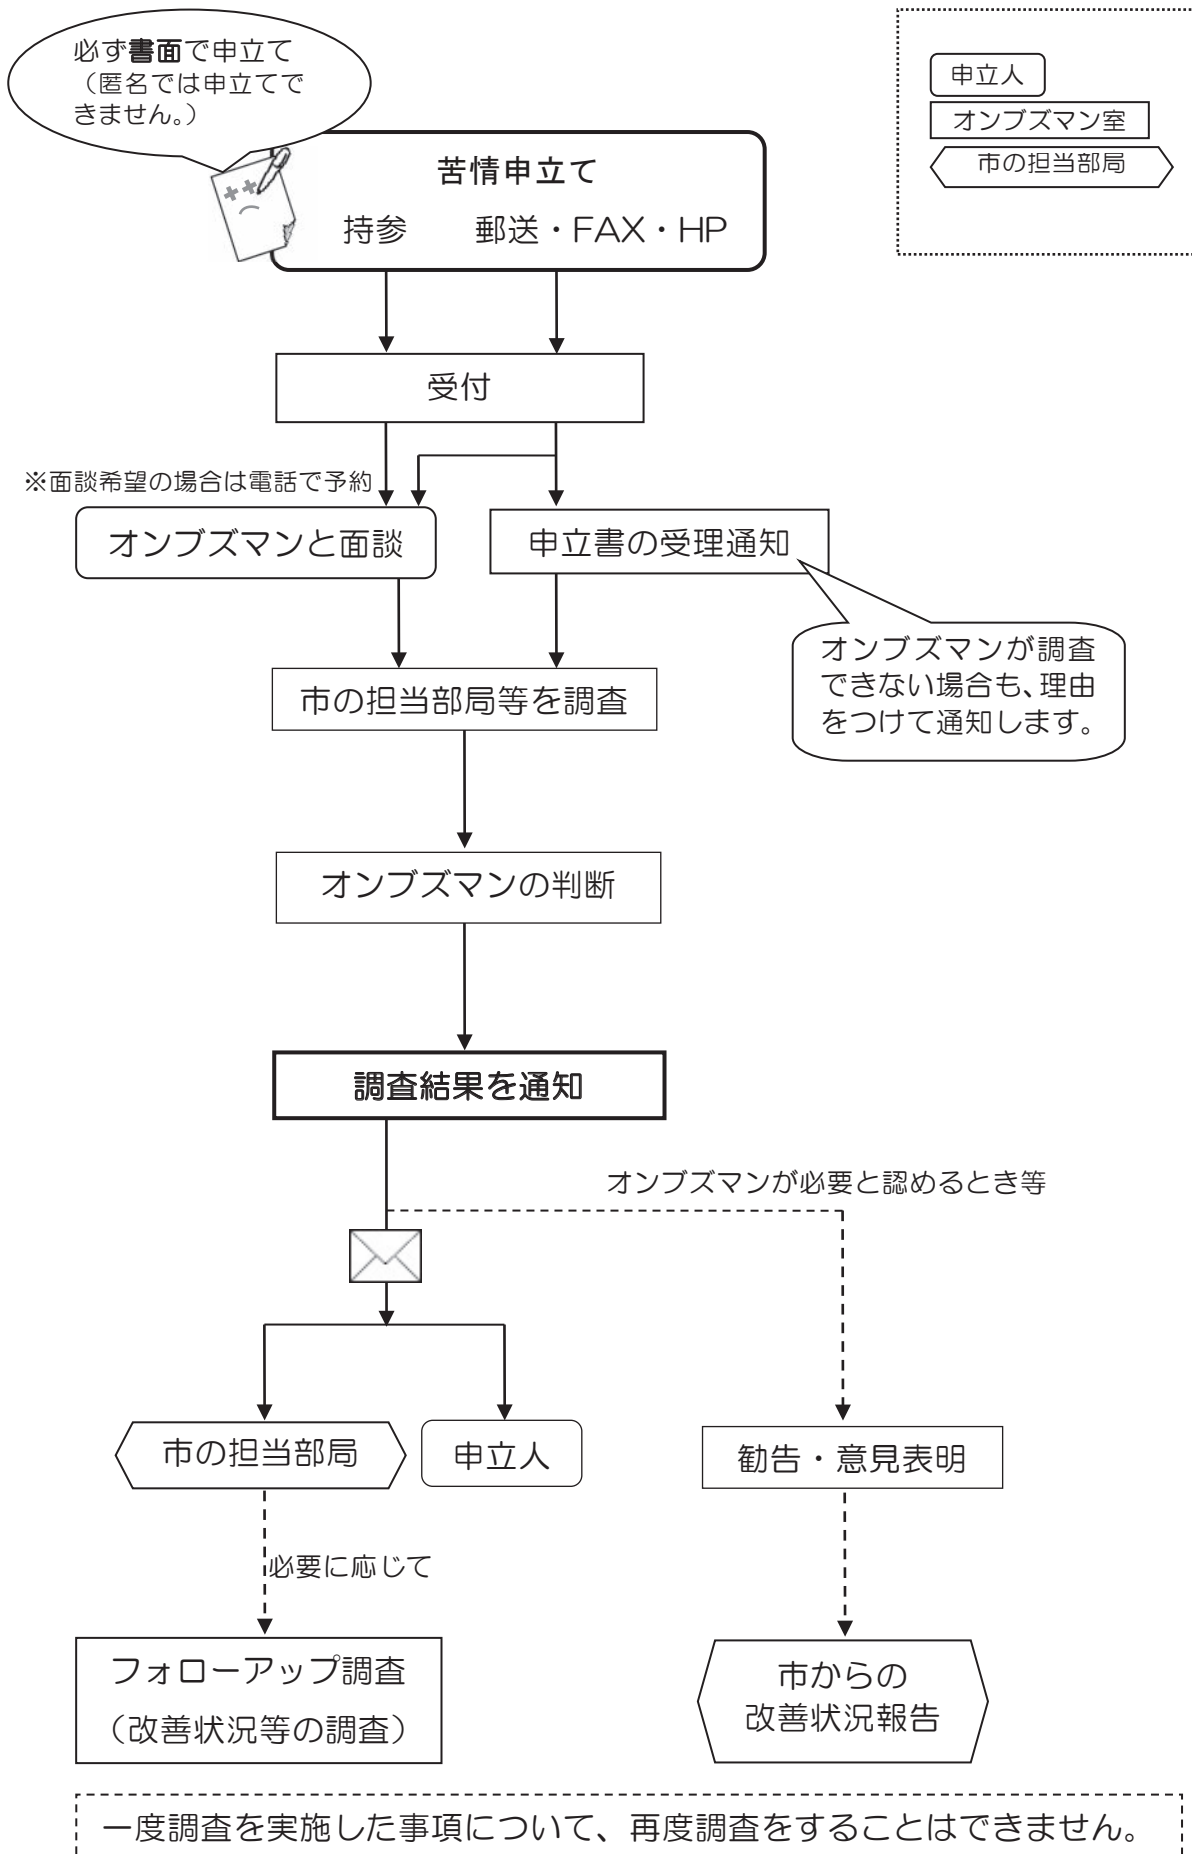 必ず書面で申立て
（匿名では申立てで
きません。）
申立人
オンブズマン室
市の担当部局
苦情申立て
持参　郵送・FAX・HP
受付
※面談希望の場合は電話で予約
オンブズマンと面談
申立書の受理通知
オンブズマンが調査
できない場合も、理由
をつけて通知します。
市の担当部局等を調査
オンブズマンの判断
調査結果を通知
オンブズマンが必要と認めるとき等
市の担当部局
申立人
勧告・意見表明
必要に応じて
フォローアップ調査
（改善状況等の調査）
市からの
改善状況報告
一度調査を実施した事項について、再度調査をすることはできません。